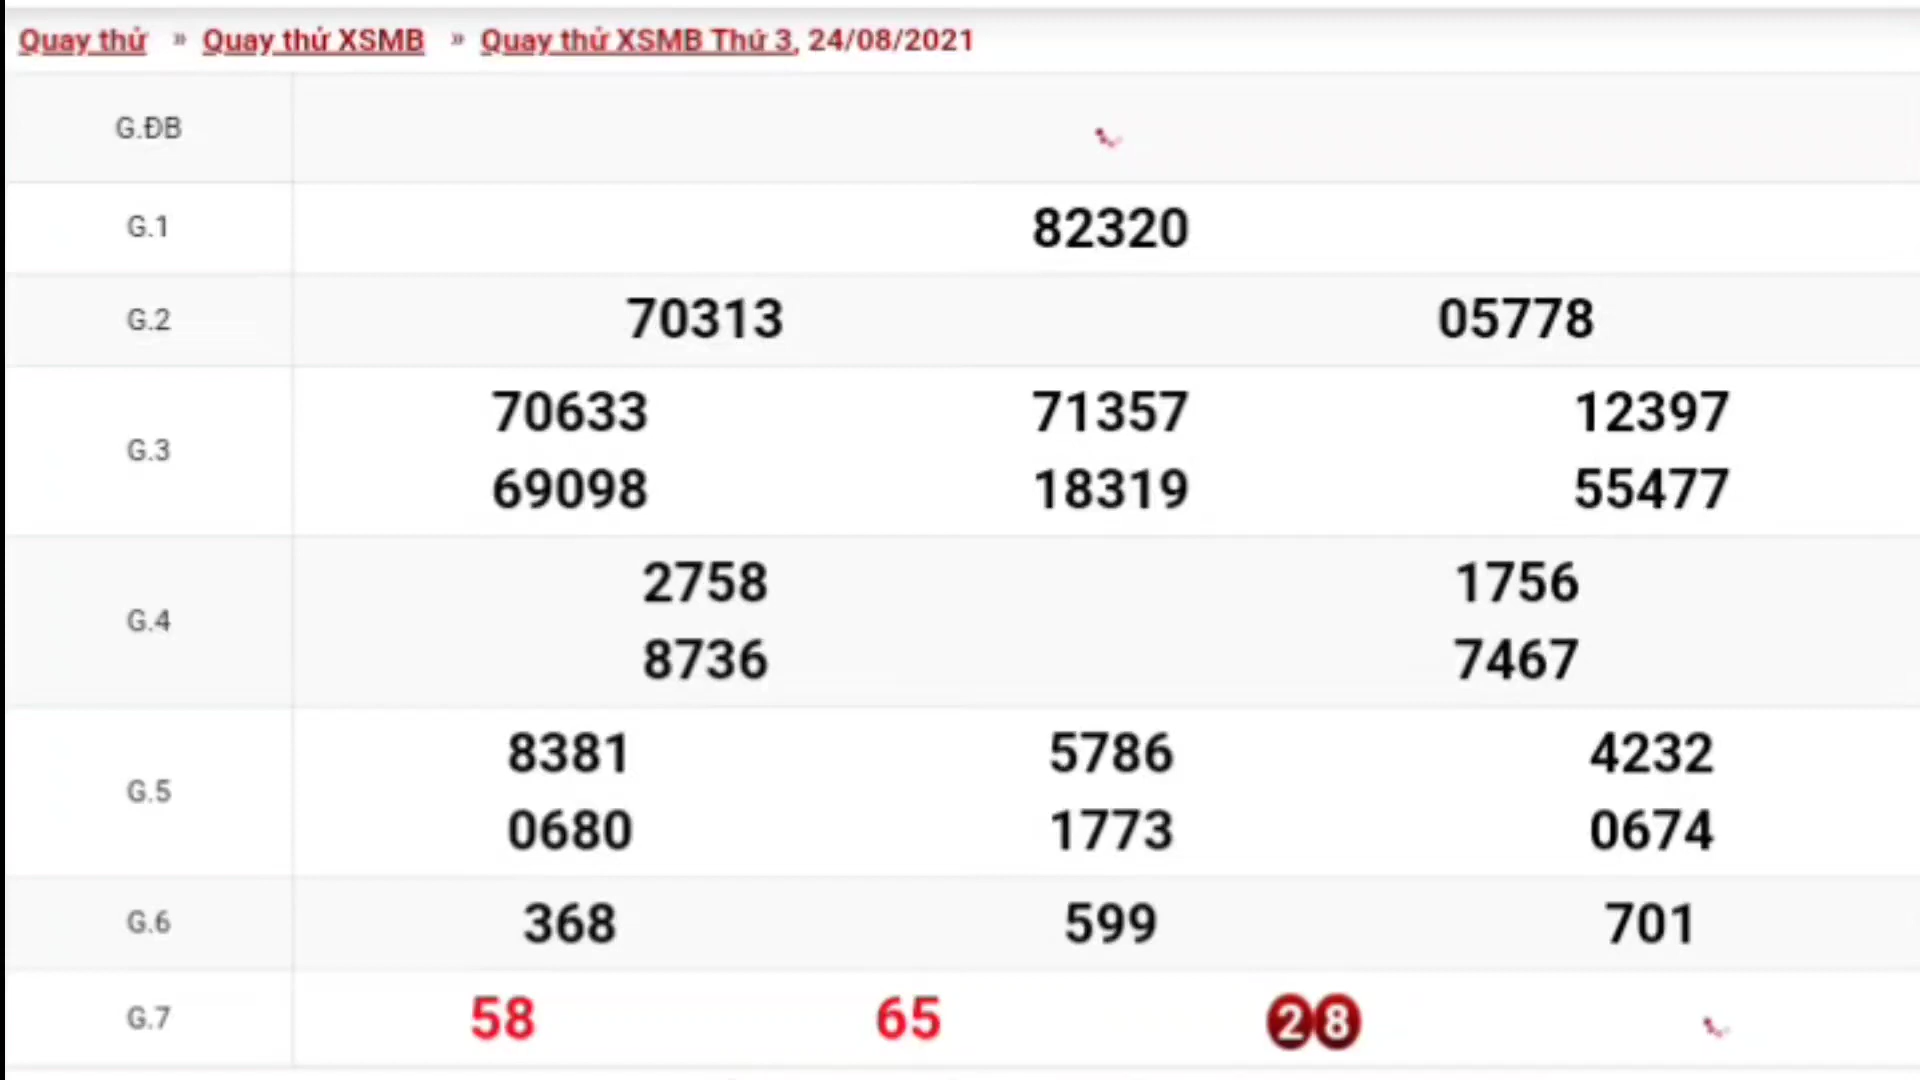 Quay thử » Quay thử XSMB » Quay thử XSMB Thứ 3, 24/08/2021
G.ĐB
G.1 82320
G.2 70313 05778
G.3 70633 71357 12397
69098 18319 55477
G.4 2758 1756
8736 7467
G.5 8381 5786 4232
0680 1773 0674
G.6 368 599 701
G.7 58 65 28